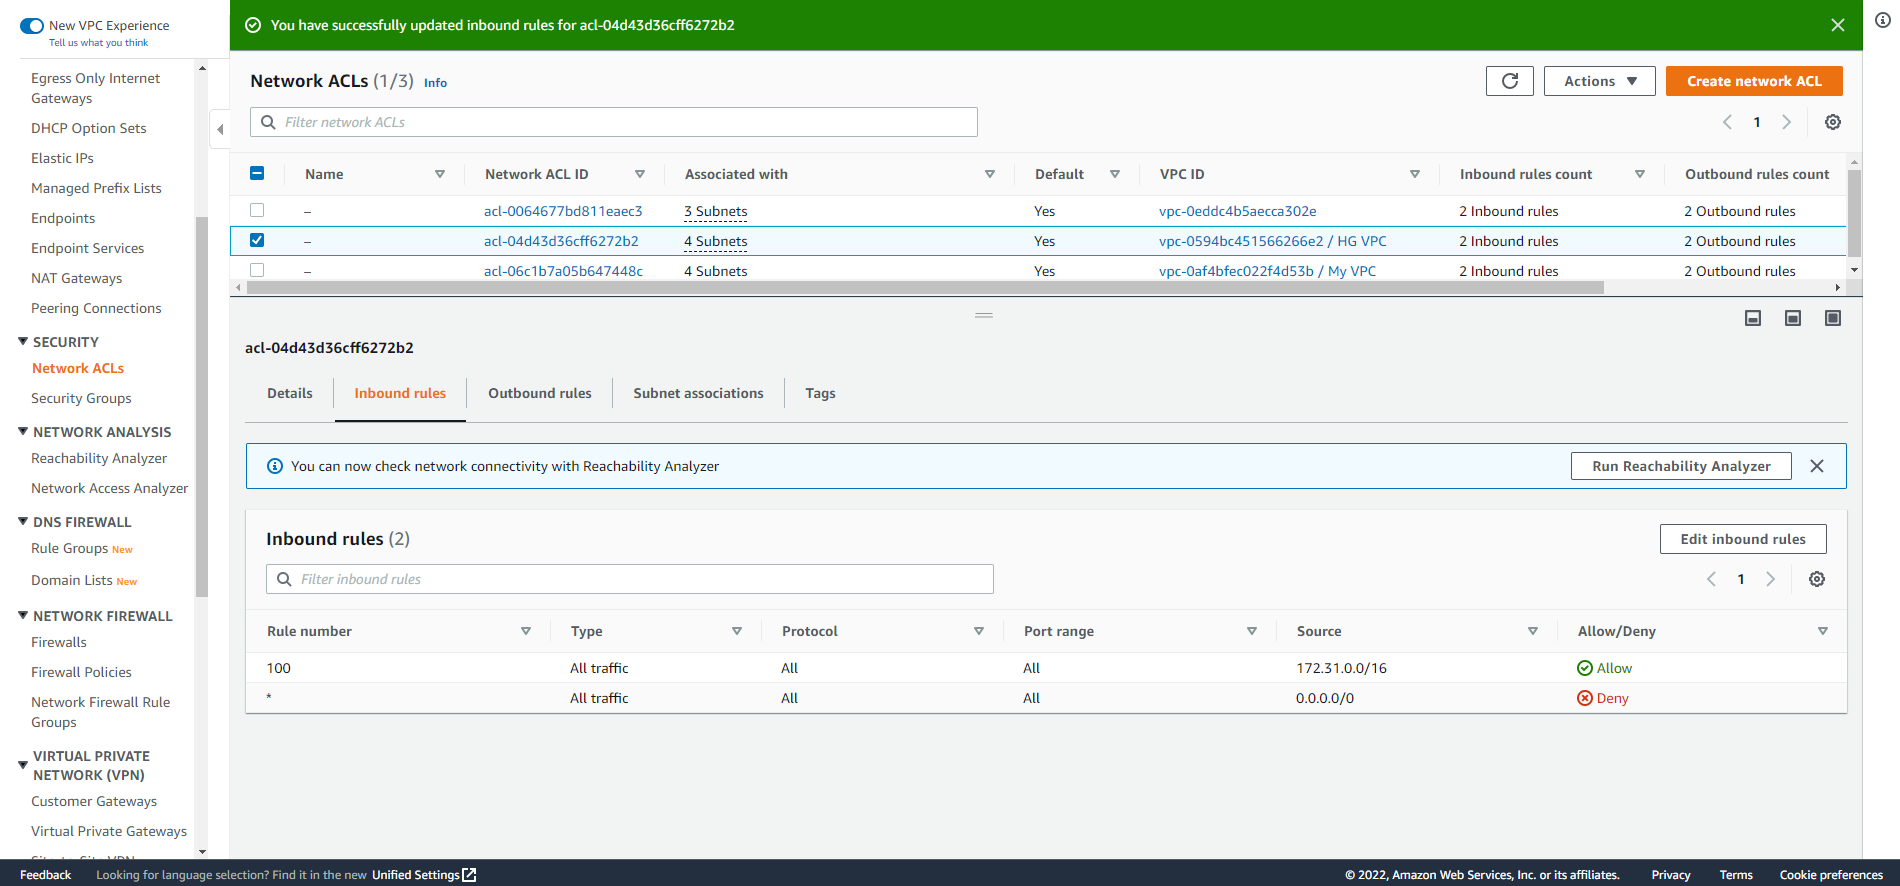 New VPC Experience
Tell us what you think
Egress Only Internet
Gateways
DHCP Option Sets
Elastic IPs
Managed Prefix Lists
Endpoints
Endpoint Services
NAT Gateways
Peering Connections
SECURITY
Network ACLs
Security Groups
NETWORK ANALYSIS
Reachability Analyzer
Network Access Analyzer
DNS FIREWALL
Rule Groups New
Domain Lists New
NETWORK FIREWALL
Firewalls
Firewall Policies
Network Firewall Rule
Groups
VIRTUAL PRIVATE
NETWORK (VPN)
Customer Gateways
Virtual Private Gateways
You have successfully updated inbound rules for acl-04d43d36cff6272b2
Network ACLs (1/3) Info
Actions
Create network ACL
Filter network ACLs
1
Name Network ACL ID Associated with Default VPC ID Inbound rules count Outbound rules count
– acl-0064677bd811eaec3 3 Subnets Yes vpc-0eddc4b5aecca302e 2 Inbound rules 2 Outbound rules
– acl-04d43d36cff6272b2 4 Subnets Yes vpc-0594bc451566266e2 / HG VPC 2 Inbound rules 2 Outbound rules
– acl-06c1b7a05b647448c 4 Subnets Yes vpc-0af4bfec022f4d53b / My VPC 2 Inbound rules 2 Outbound rules
acl-04d43d36cff6272b2
Details Inbound rules Outbound rules Subnet associations Tags
You can now check network connectivity with Reachability Analyzer
Run Reachability Analyzer
Inbound rules (2)
Edit inbound rules
Filter inbound rules
1
Rule number Type Protocol Port range Source Allow/Deny
100 All traffic All All 172.31.0.0/16 Allow
* All traffic All All 0.0.0.0/0 Deny
Feedback Looking for language selection? Find it in the new Unified Settings
© 2022, Amazon Web Services, Inc. or its affiliates. Privacy Terms Cookie preferences